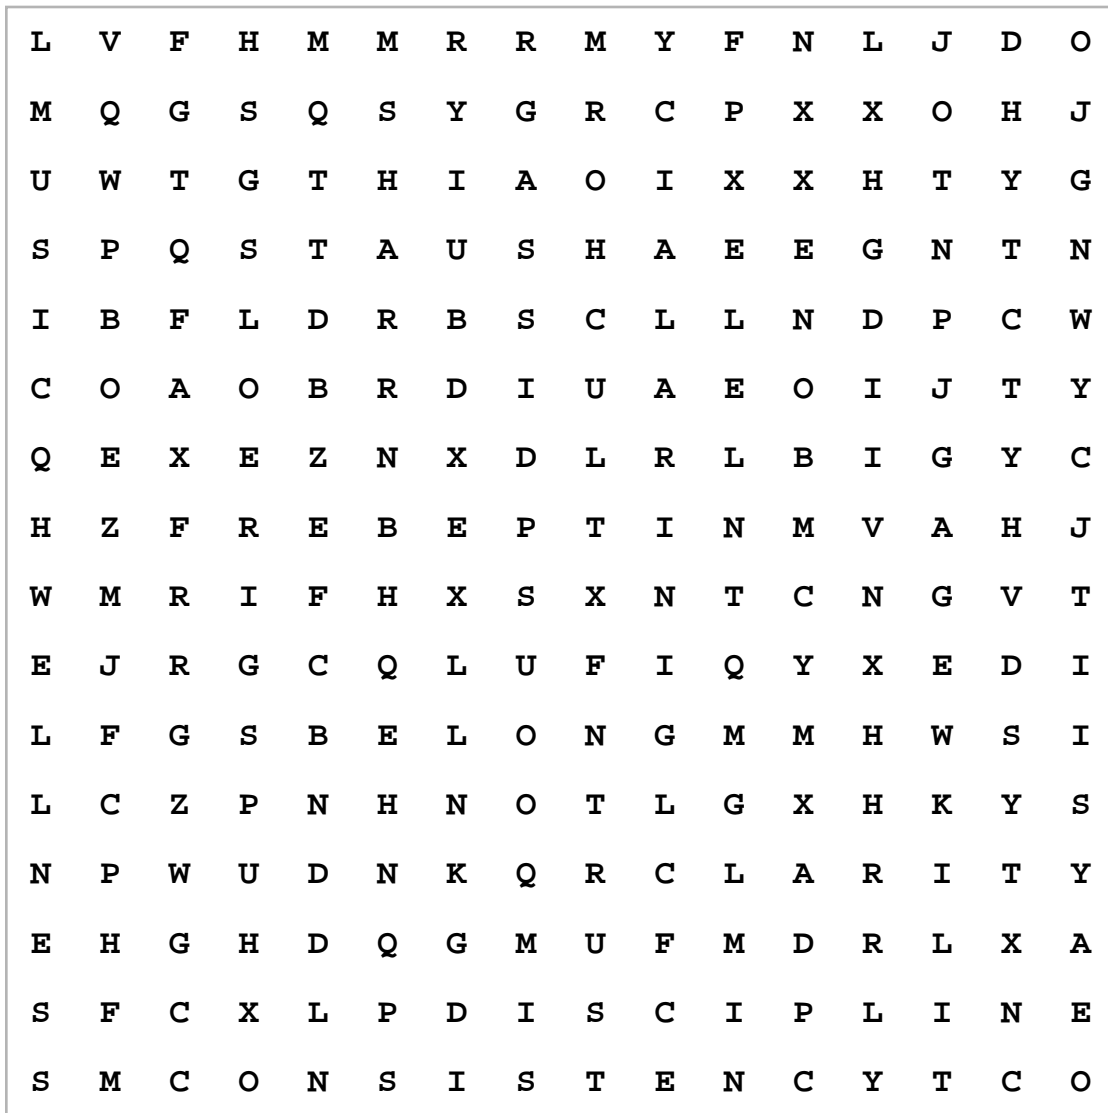 L V F H M M R R M Y F N L J D O
M Q G S Q S Y G R C P X X O H J
U W T G T H I A O I X X H T Y G
S P Q S T A U S H A E E G N T N
I B F L D R B S C L L N D P C W
C O A O B R D I U A E O I J T Y
Q E X E Z N X D L R L B I G Y C
H Z F R E B E P T I N M V A H J
W M R I F H X S X N T C N G V T
E J R G C Q L U F I Q Y X E D I
L F G S B E L O N G M M H W S I
L C Z P N H N O T L G X H K Y S
N P W U D N K Q R C L A R I T Y
E H G H D Q G M U F M D R L X A
S F C X L P D I S C I P L I N E
S M C O N S I S T E N C Y T C O